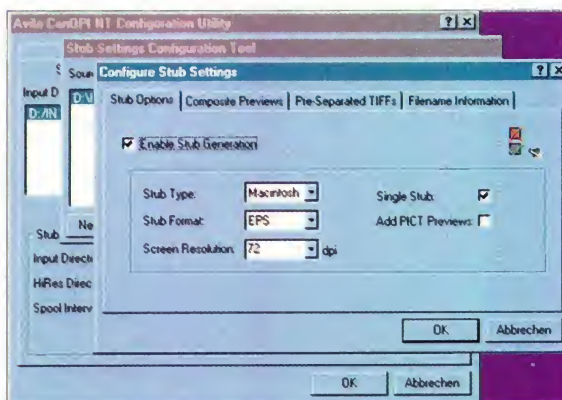 Avila CanOPI NT Configuration Utility
Stub Settings Configuration Tool
Configure Stub Settings
Input D
D:/IN
Stub Options
Composite Previews
Pre-Separated TIFFs
Filename Information
Enable Stub Generation
Stub Type:
Macintosh
Single Stub:
Stub Format:
EPS
Add PICT Previews:
Screen Resolution:
72
dpi
Ne
Stub
Input Direct
HiRes Direc
Spool Interv
OK
Abbrechen
OK
Abbrechen